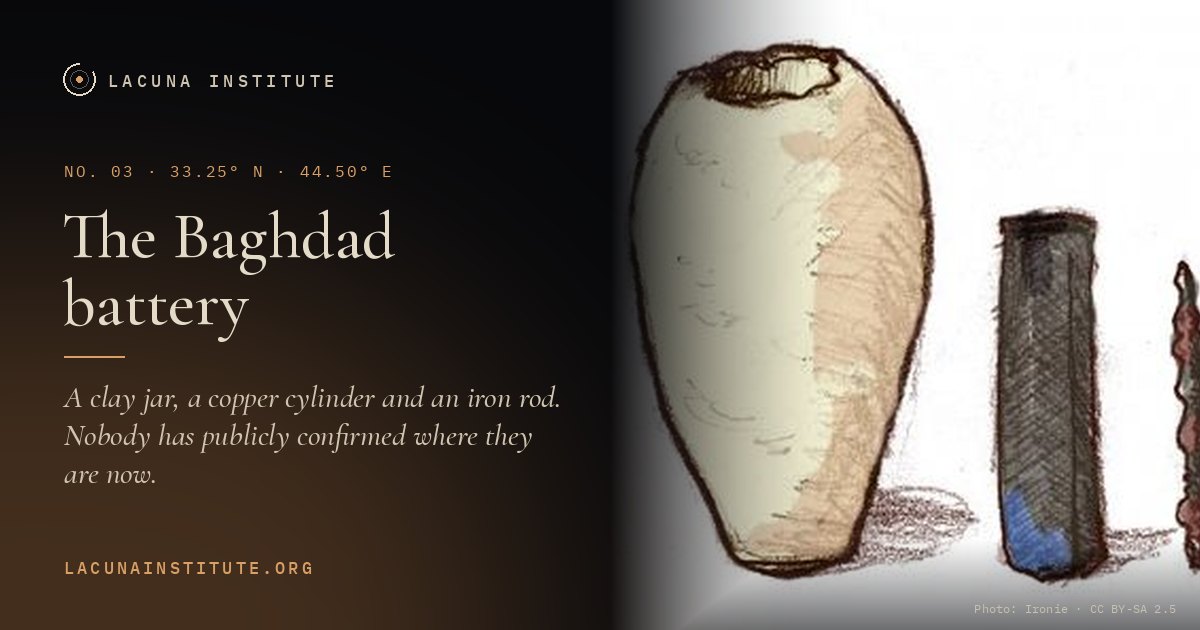 LACUNA INSTITUTE
NO. 03 · 33.25° N · 44.50° E
The Baghdad
battery
A clay jar, a copper cylinder and an iron rod.
Nobody has publicly confirmed where they
are now.
LACUNAINSTITUTE.ORG
Photo: Ironie · CC BY-SA 2.5